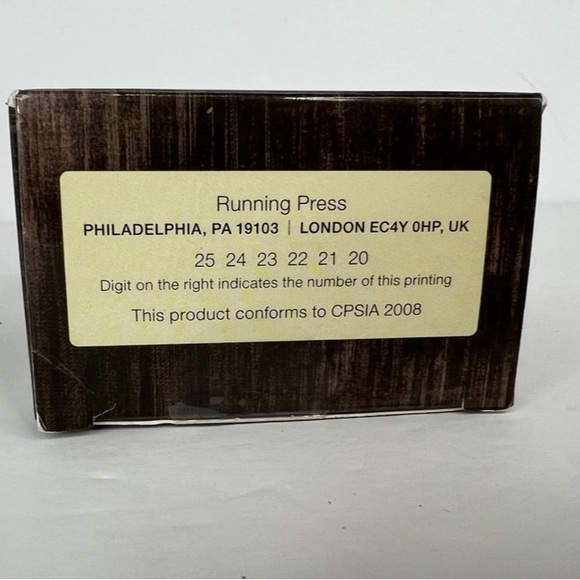 Running Press
PHILADELPHIA, PA 19103 | LONDON EC4Y 0HP, UK
25 24 23 22 21 20
Digit on the right indicates the number of this printing
This product conforms to CPSIA 2008